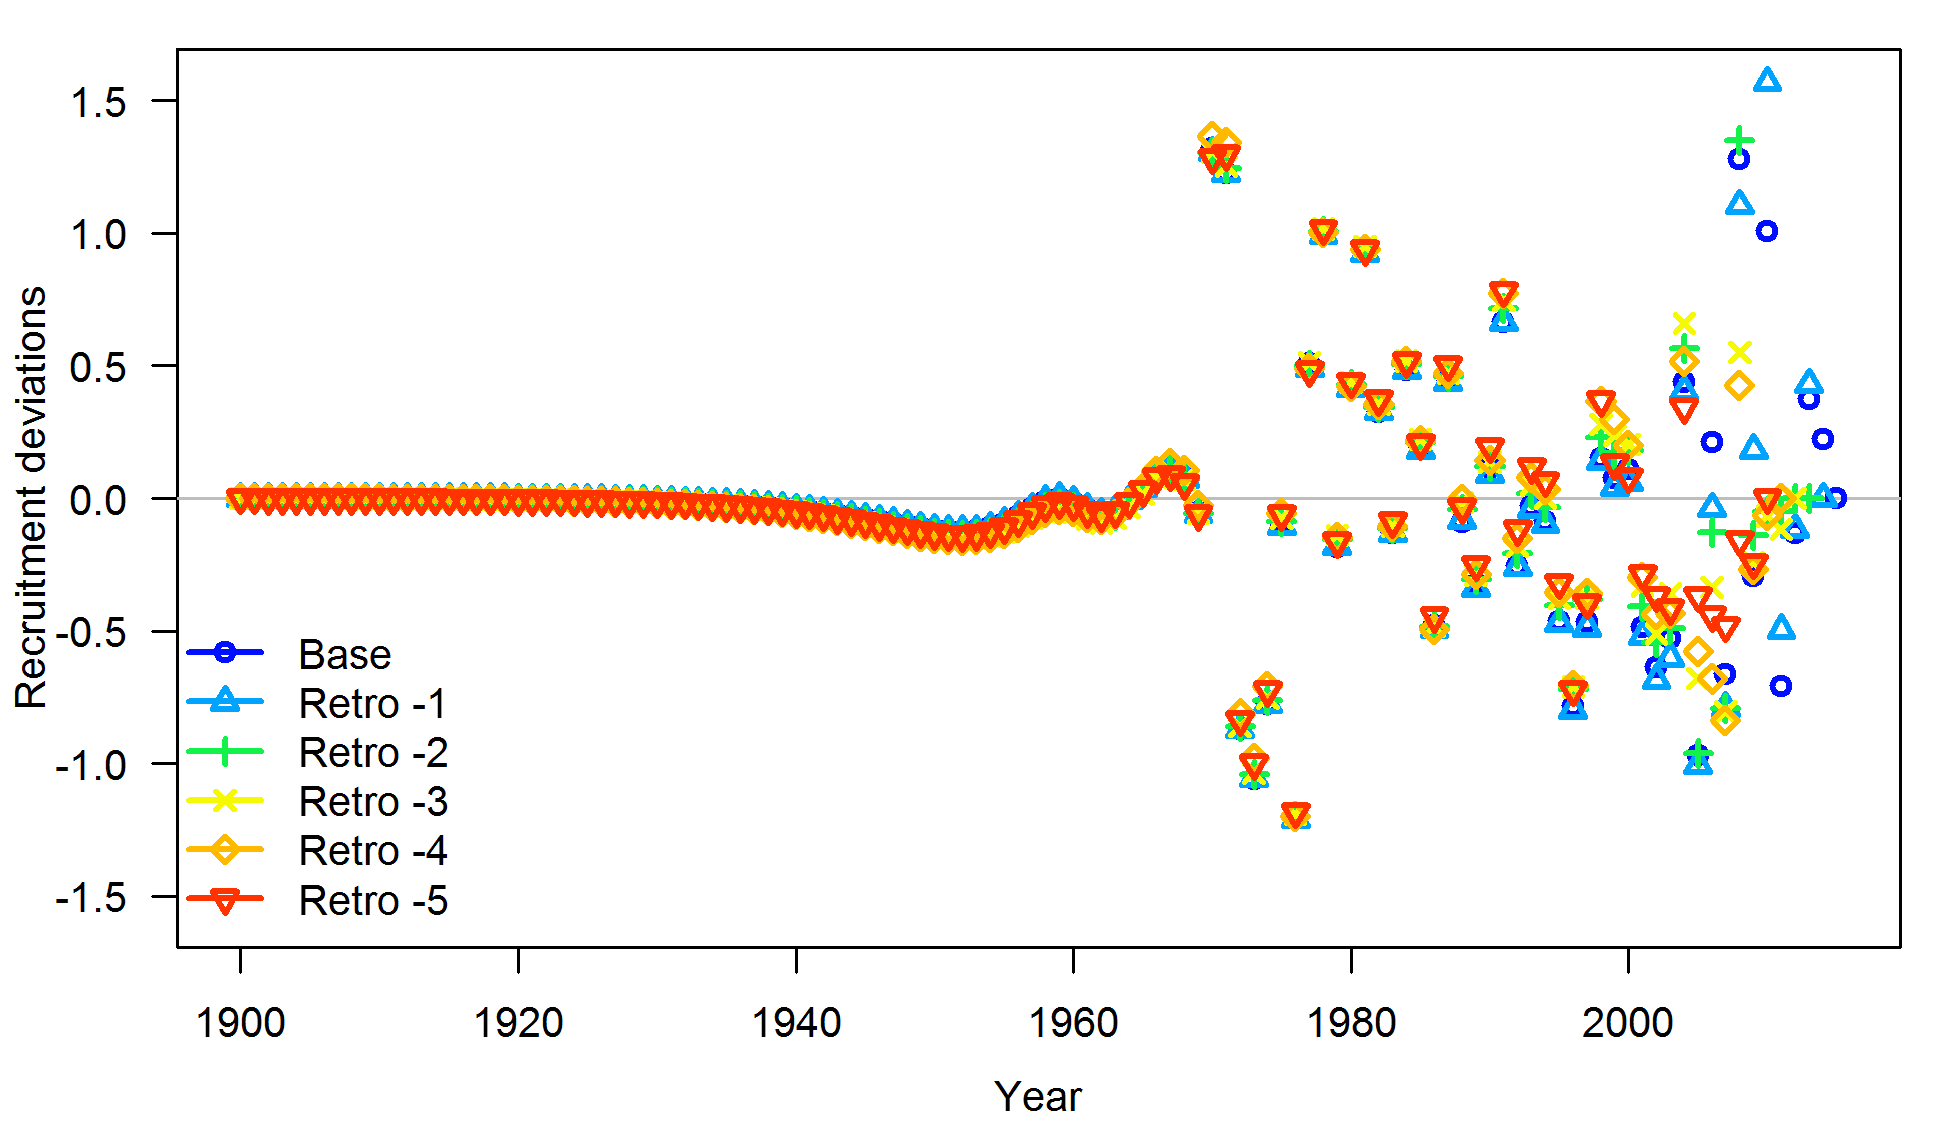 Recruitment deviations
1.5
1.0
0.5
0.0
-0.5
-1.0
-1.5
Base
Retro -1
Retro -2
Retro -3
Retro -4
Retro -5
1900 1920 1940 1960 1980 2000
Year